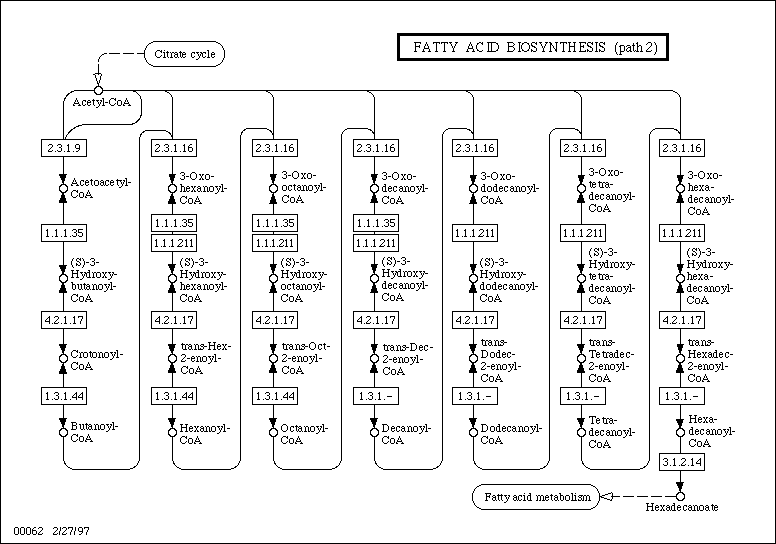 Citrate cycle
FATTY ACID BIOSYNTHESIS (path 2)
Acetyl-CoA
2.3.1.9
2.3.1.16
2.3.1.16
2.3.1.16
2.3.1.16
2.3.1.16
2.3.1.16
Acetoacetyl-
CoA
3-Oxo-
hexanoyl-
CoA
3-Oxo-
octanoyl-
CoA
3-Oxo-
decanoyl-
CoA
3-Oxo-
dodecanoyl-
CoA
3-Oxo-
tetra-
decanoyl-
CoA
3-Oxo-
hexa-
decanoyl-
CoA
1.1.1.35
1.1.1.35
1.1.1.211
1.1.1.35
1.1.1.211
1.1.1.35
1.1.1.211
1.1.1.211
1.1.1.211
1.1.1.211
(S)-3-
Hydroxy-
butanoyl-
CoA
(S)-3-
Hydroxy-
hexanoyl-
CoA
(S)-3-
Hydroxy-
octanoyl-
CoA
(S)-3-
Hydroxy-
decanoyl-
CoA
(S)-3-
Hydroxy-
dodecanoyl-
CoA
(S)-3-
Hydroxy-
tetra-
decanoyl-
CoA
(S)-3-
Hydroxy-
hexa-
decanoyl-
CoA
4.2.1.17
4.2.1.17
4.2.1.17
4.2.1.17
4.2.1.17
4.2.1.17
4.2.1.17
Crotonoyl-
CoA
trans-Hex-
2-enoyl-
CoA
trans-Oct-
2-enoyl-
CoA
trans-Dec-
2-enoyl-
CoA
trans-
Dodec-
2-enoyl-
CoA
trans-
Tetradec-
2-enoyl-
CoA
trans-
Hexadec-
2-enoyl-
CoA
1.3.1.44
1.3.1.44
1.3.1.44
1.3.1.-
1.3.1.-
1.3.1.-
1.3.1.-
Butanoyl-
CoA
Hexanoyl-
CoA
Octanoyl-
CoA
Decanoyl-
CoA
Dodecanoyl-
CoA
Tetra-
decanoyl-
CoA
Hexa-
decanoyl-
CoA
3.1.2.14
Fatty acid metabolism
Hexadecanoate
00062 2/27/97